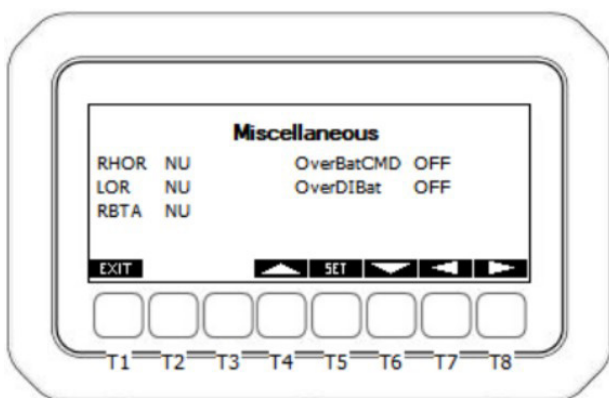 Miscellaneous
RHOR NU OverBatCMD OFF
LOR NU OverDIBat OFF
RBTA NU
EXIT SET
T1 T2 T3 T4 T5 T6 T7 T8